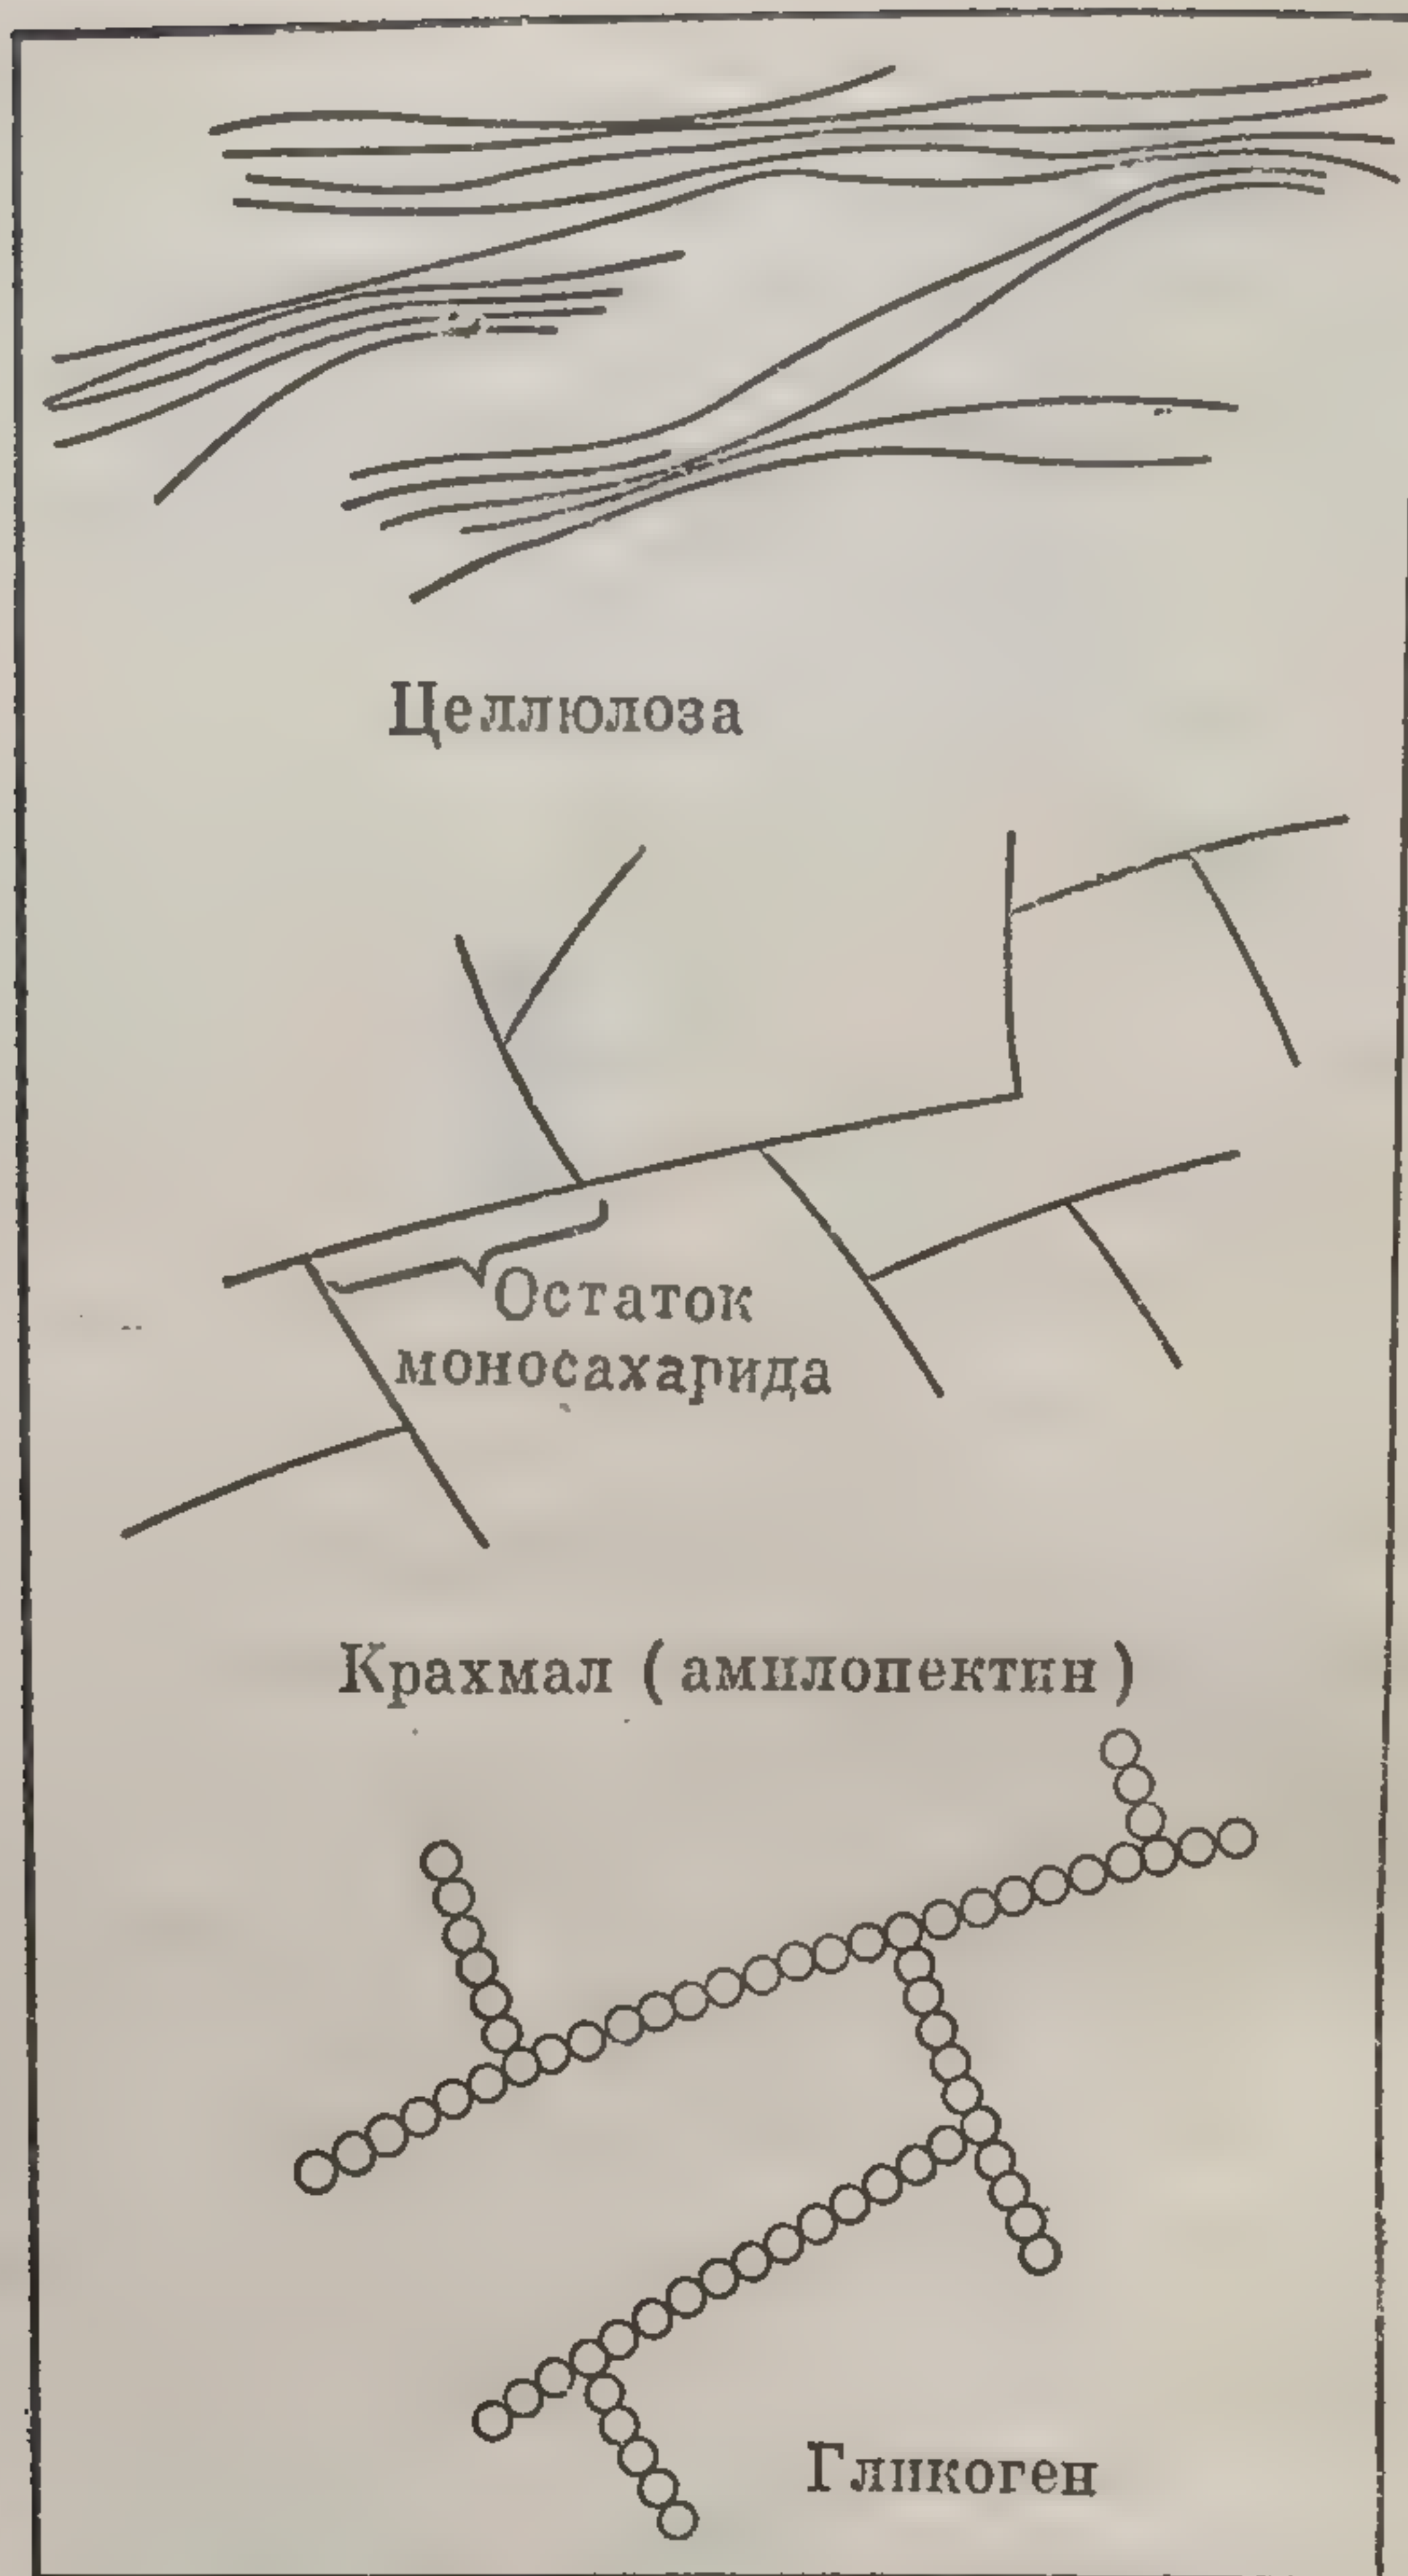 Целлюлоза
Остаток
моносахарида
Крахмал (амилопектин)
Гликоген